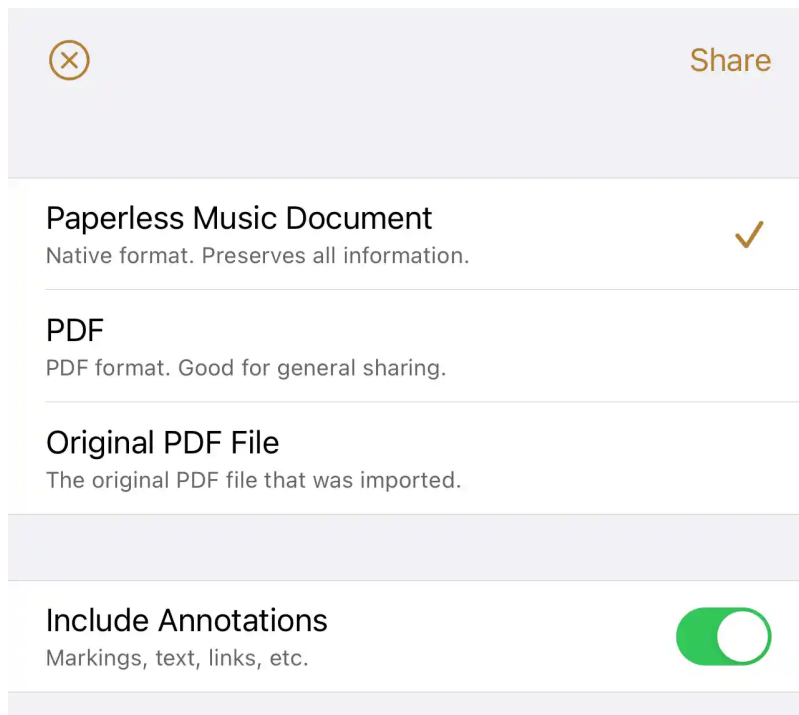 Share
Paperless Music Document
Native format. Preserves all information.
PDF
PDF format. Good for general sharing.
Original PDF File
The original PDF file that was imported.
Include Annotations
Markings, text, links, etc.